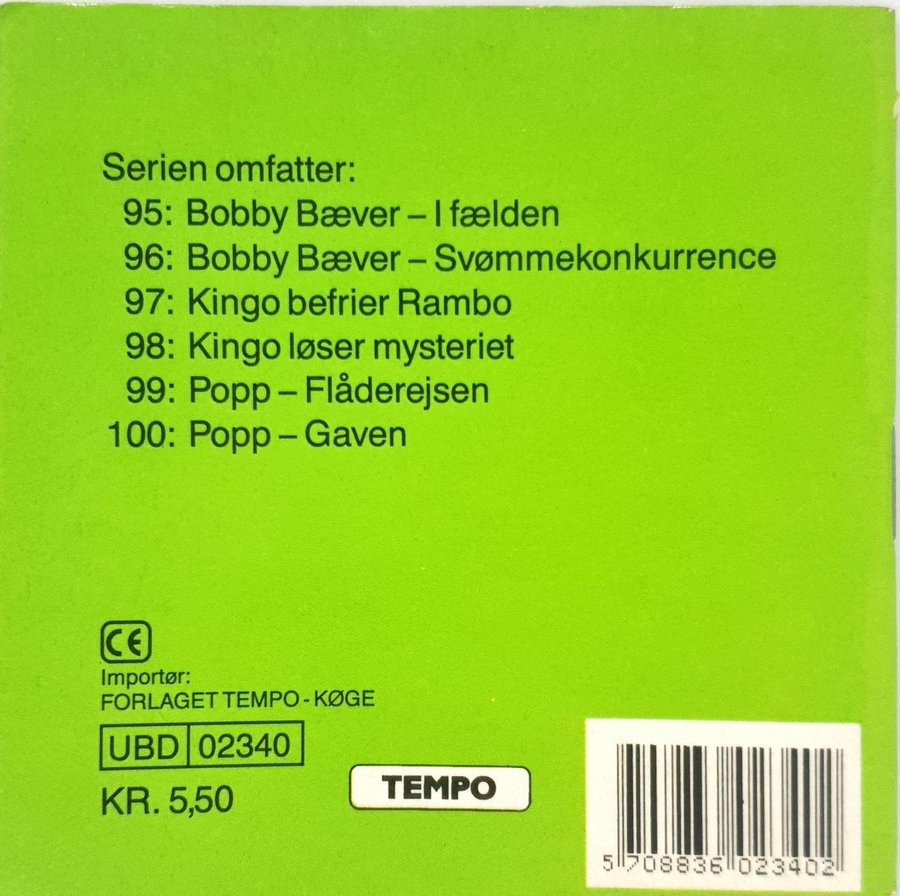 Serien omfatter:
95: Bobby Bæver – I fælden
96: Bobby Bæver – Svømmekonkurrence
97: Kingo befrier Rambo
98: Kingo løser mysteriet
99: Popp – Flåderejsen
100: Popp – Gaven
CE
Importør:
FORLAGET TEMPO - KØGE
UBD 02340
KR. 5,50
TEMPO
5 708836 023402